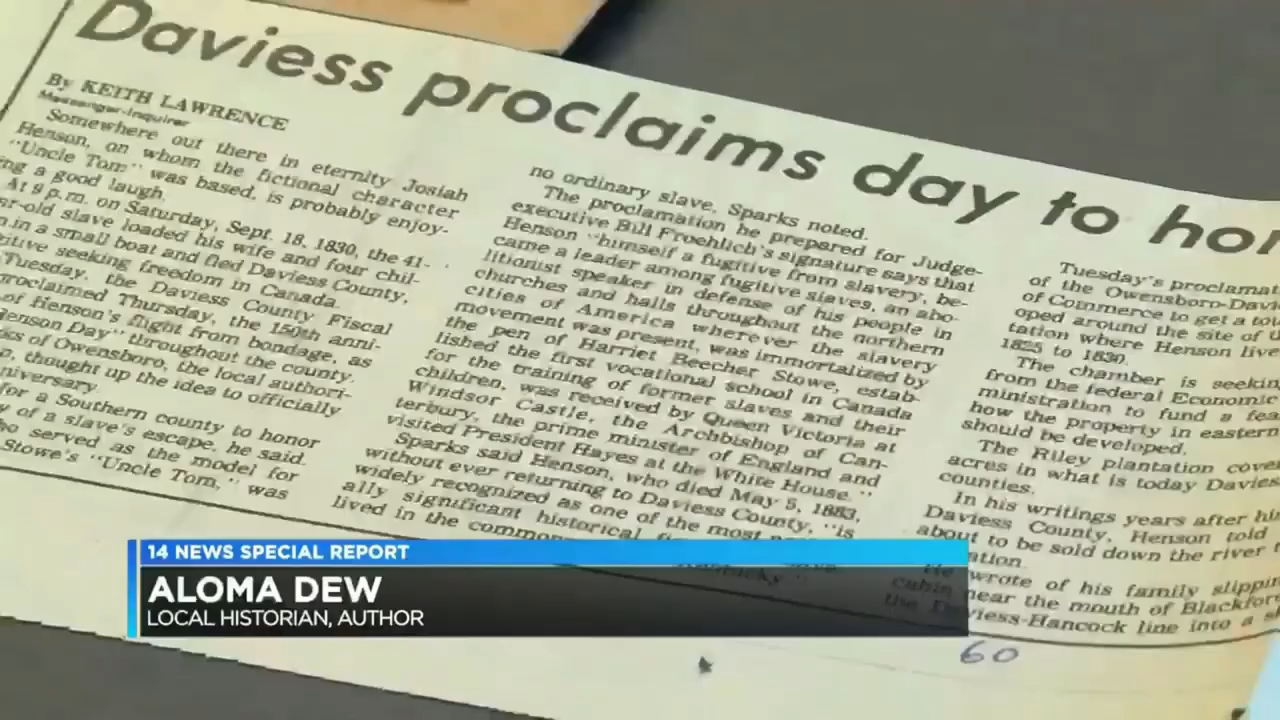 Daviess proclaims day to hon
By KEITH LAWRENCE
Messenger-Inquirer
Somewhere out there in eternity Josiah
Henson, on whom the fictional character
"Uncle Tom" was based, is probably enjoy-
ng a good laugh.
At 9 p.m. on Saturday, Sept. 18, 1830, the 41-
r-old slave loaded his wife and four chil-
n in a small boat and fled Daviess County,
itive seeking freedom in Canada.
Tuesday, the Daviess County Fiscal
proclaimed Thursday, the 150th anni-
of Henson's flight from bondage, as
Henson Day" throughout the county.
s of Owensboro, the local authori-
o, thought up the idea to officially
niversary.
for a Southern county to honor
y of a slave's escape, he said.
ho served as the model for
Stowe's "Uncle Tom," was
no ordinary slave, Sparks noted.
The proclamation he prepared for Judge-
executive Bill Froehlich's signature says that
Henson "himself a fugitive from slavery, be-
came a leader among fugitive slaves, an abo-
litionist speaker in defense of his people in
churches and halls throughout the northern
cities of America wherever the slavery
movement was present, was immortalized by
the pen of Harriet Beecher Stowe, estab-
lished the first vocational school in Canada
for the training of former slaves and their
children, was received by Queen Victoria at
Windsor Castle, the Archbishop of Can-
terbury, the prime minister of England and
visited President Hayes at the White House."
Sparks said Henson, who died May 5, 1883,
without ever returning to Daviess County, "is
widely recognized as one of the most
ally significant historical
lived in the common
Kentucky."
Tuesday's proclamat
of the Owensboro-Davi
of Commerce to get a tou
oped around the site of t
tation where Henson live
1825 to 1830.
The chamber is seekin
from the federal Economic
ministration to fund a feas
how the property in eastern
should be developed.
The Riley plantation cove
acres in what is today Davies
counties.
In his writings years after his
Daviess County, Henson told
about to be sold down the river t
ation.
He wrote of his family slippin
cabin near the mouth of Blackfor
the Daviess-Hancock line into a s
60
14 NEWS SPECIAL REPORT
ALOMA DEW
LOCAL HISTORIAN, AUTHOR